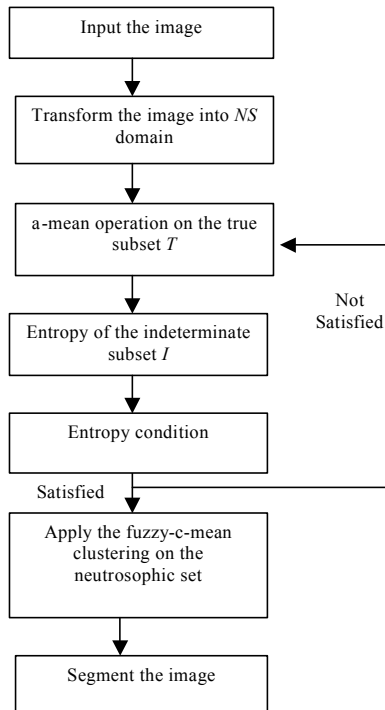 Input the image
Transform the image into NS
domain
a-mean operation on the true
subset T
Not
Satisfied
Entropy of the indeterminate
subset I
Entropy condition
Satisfied
Apply the fuzzy-c-mean
clustering on the
neutrosophic set
Segment the image